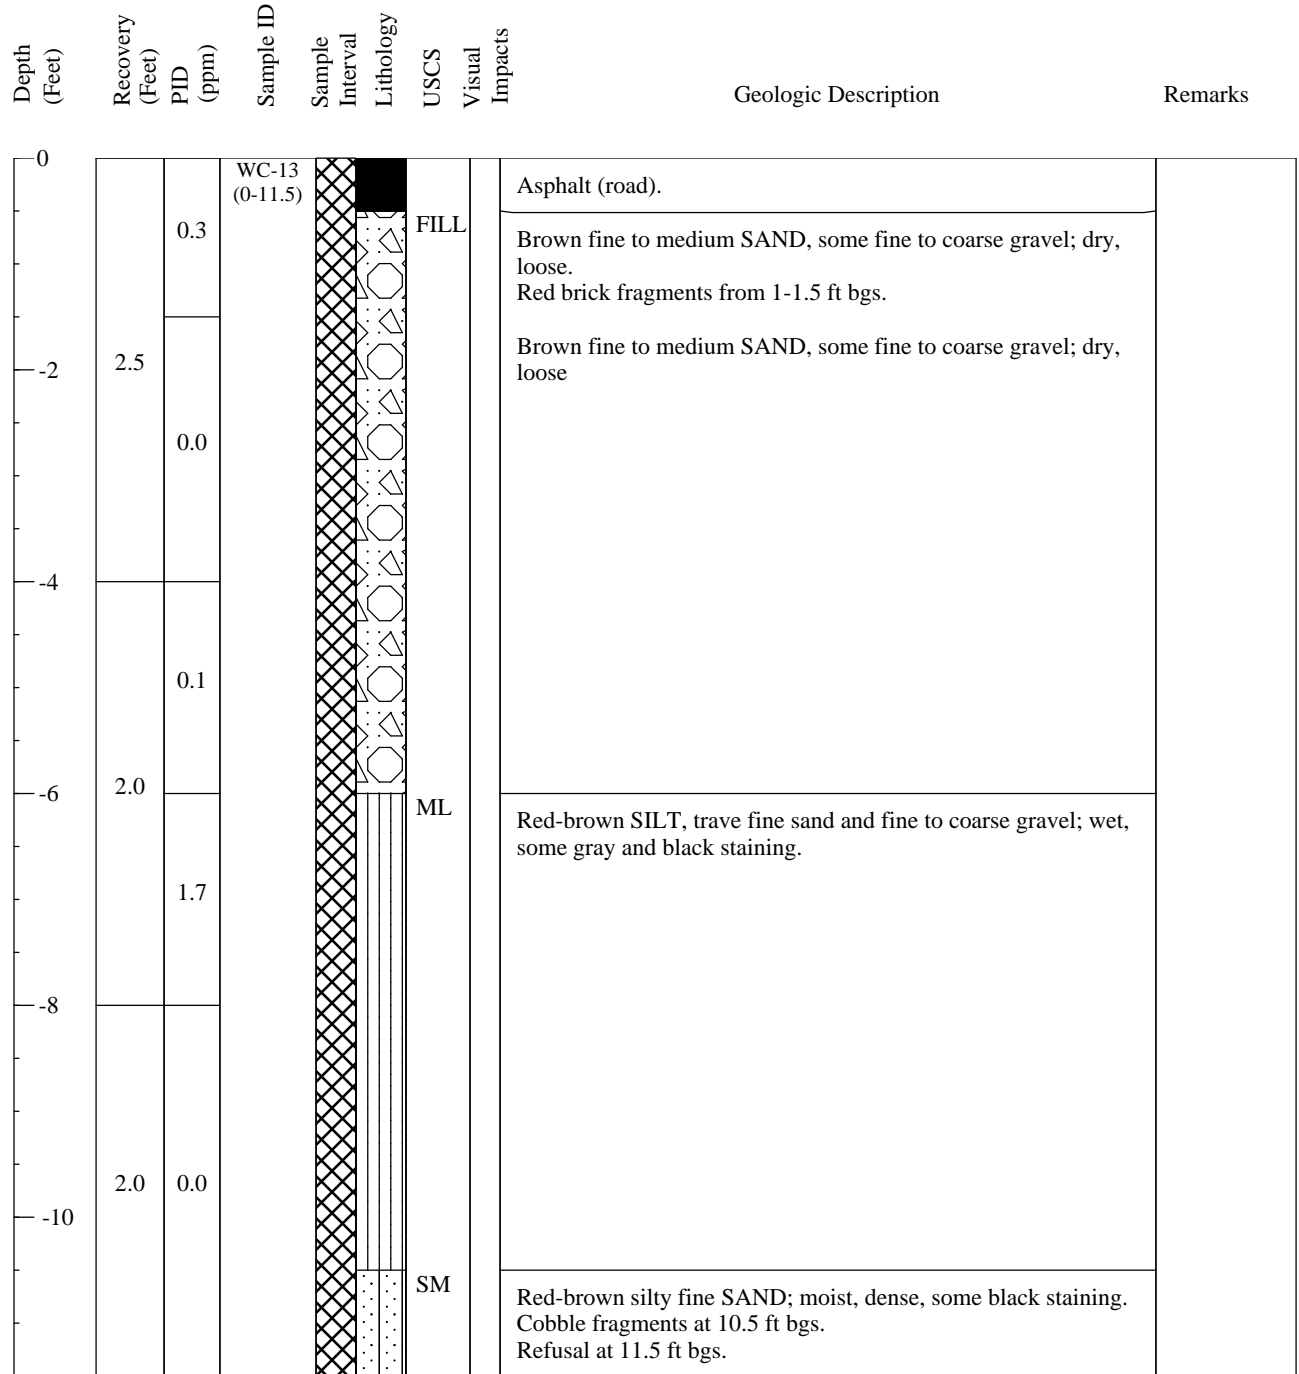 Depth
(Feet)
Recovery
(Feet)
PID
(ppm)
Sample ID
Sample
Interval
Lithology
USCS
Visual
Impacts
Geologic Description
Remarks
0
WC-13
(0-11.5)
Asphalt (road).
0.3
FILL
Brown fine to medium SAND, some fine to coarse gravel; dry,
loose.
Red brick fragments from 1-1.5 ft bgs.
Brown fine to medium SAND, some fine to coarse gravel; dry,
loose
-2
2.5
0.0
-4
0.1
2.0
-6
ML
Red-brown SILT, trave fine sand and fine to coarse gravel; wet,
some gray and black staining.
1.7
-8
2.0
0.0
-10
SM
Red-brown silty fine SAND; moist, dense, some black staining.
Cobble fragments at 10.5 ft bgs.
Refusal at 11.5 ft bgs.